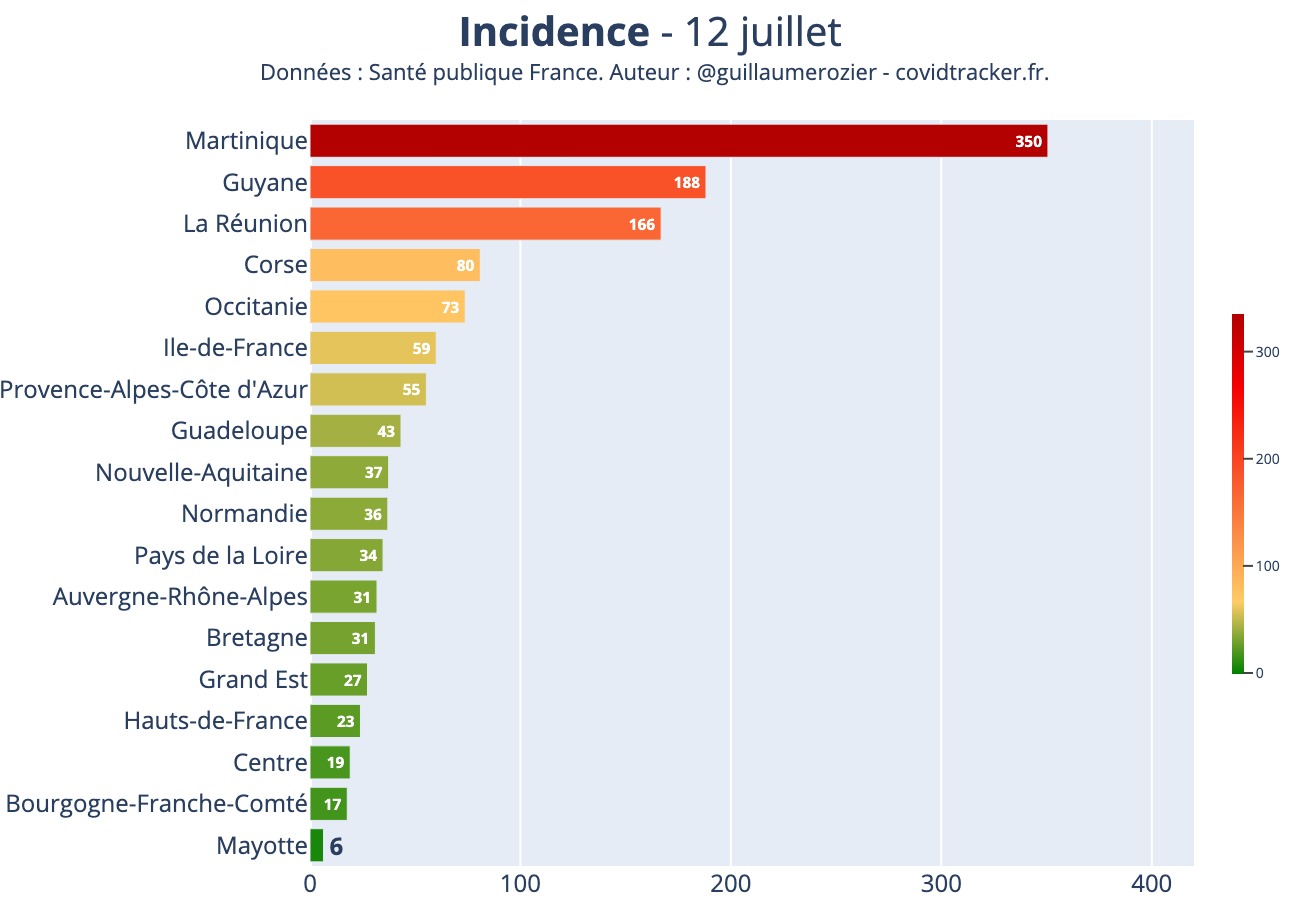 Incidence - 12 juillet
Données : Santé publique France. Auteur : @guillaumerozier - covidtracker.fr.
Martinique 350
Guyane 188
La Réunion 166
Corse 80
Occitanie 73
Ile-de-France 59
Provence-Alpes-Côte d'Azur 55
Guadeloupe 43
Nouvelle-Aquitaine 37
Normandie 36
Pays de la Loire 34
Auvergne-Rhône-Alpes 31
Bretagne 31
Grand Est 27
Hauts-de-France 23
Centre 19
Bourgogne-Franche-Comté 17
Mayotte 6
0 100 200 300 400
300
200
100
0